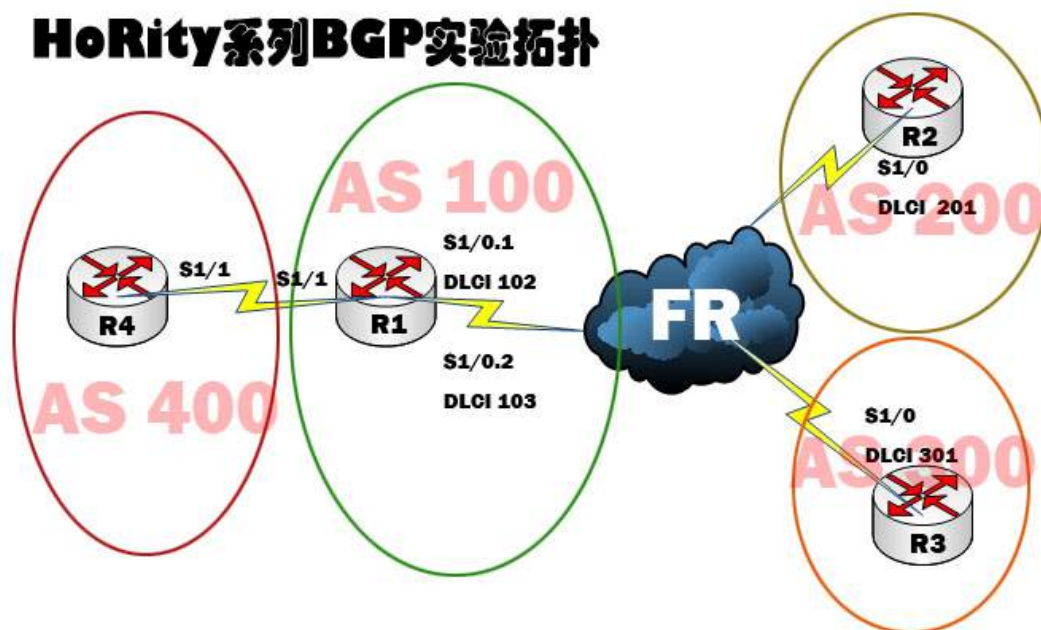 HoRity系列BGP实验拓扑
R2
S1/0
DLCI 201
AS 200
AS 100
S1/0.1
DLCI 102
S1/1
S1/1
R4
R1
FR
S1/0.2
DLCI 103
AS 400
S1/0
DLCI 301
AS 300
R3